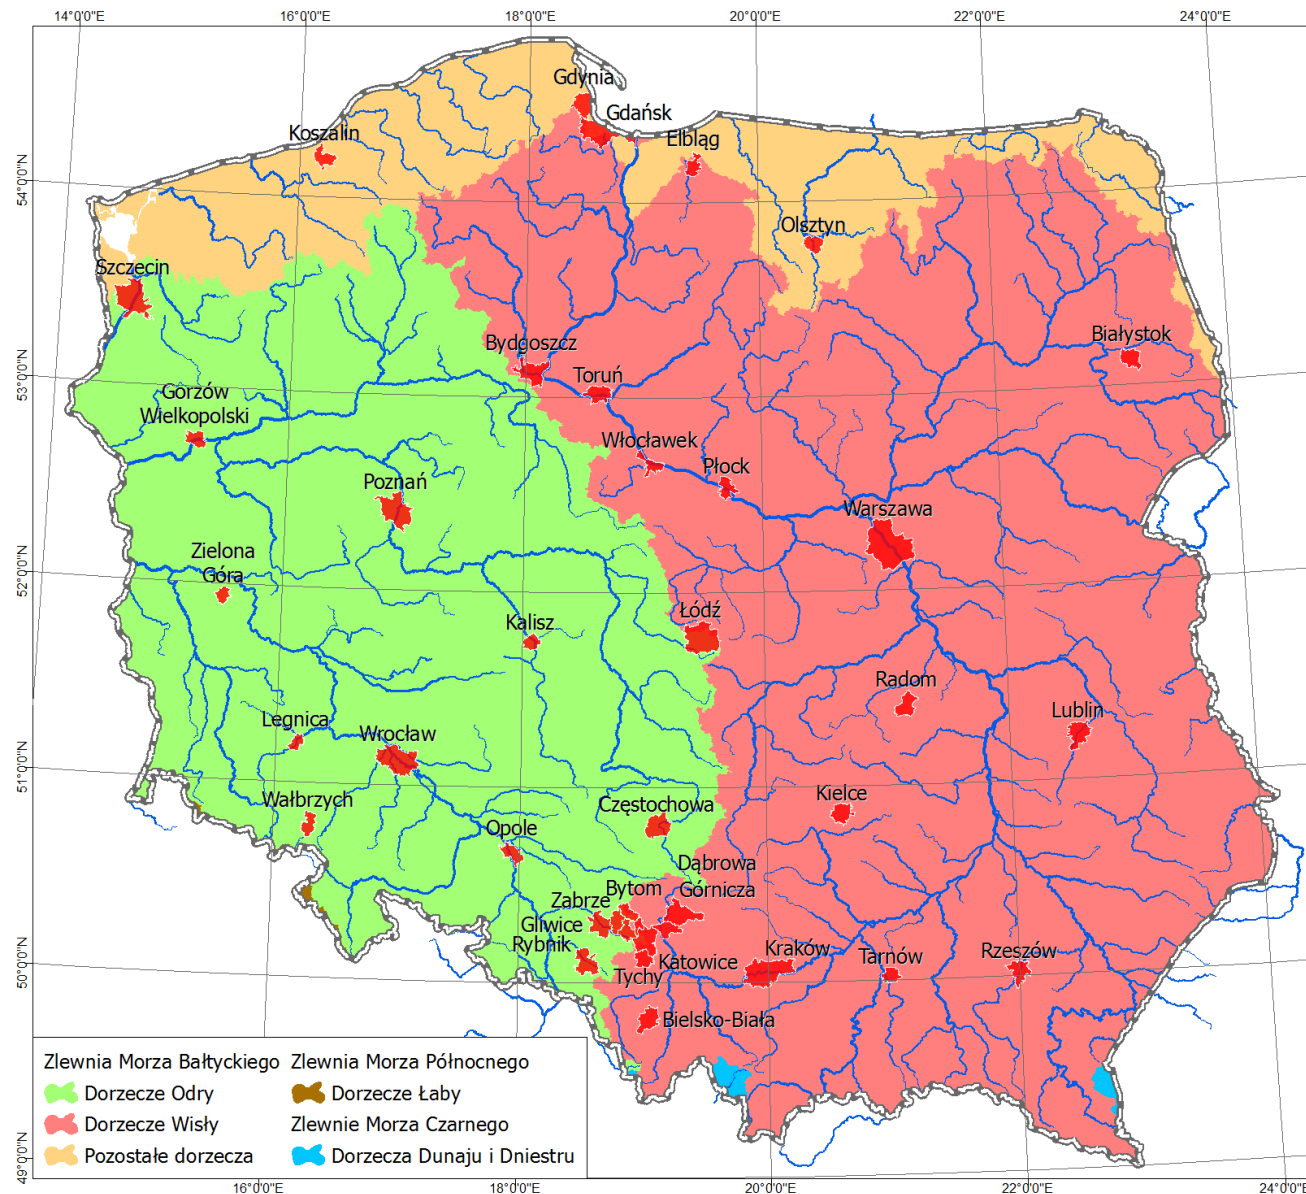 14°0'0"E 16°0'0"E 18°0'0"E 20°0'0"E 22°0'0"E 24°0'0"E
Gdynia
Gdańsk
Koszalin
Elbląg
54°0'0"N
Olsztyn
Szczecin
Białystok
Bydgoszcz
53°0'0"N
Toruń
Gorzów
Wielkopolski
Włocławek
Płock
Poznań
Warszawa
Zielona
Góra
52°0'0"N
Łódź
Kalisz
Radom
Lublin
Legnica
Wrocław
51°0'0"N
Kielce
Wałbrzych
Częstochowa
Opole
Dąbrowa
Górnicza
Bytom
Zabrze
Gliwice
Rybnik
Kraków
Tarnów
Rzeszów
50°0'0"N
Katowice
Tychy
Bielsko-Biała
Zlewnia Morza Bałtyckiego
Dorzecze Odry
Dorzecze Wisły
Pozostałe dorzecza
Zlewnia Morza Północnego
Dorzecze Łaby
Zlewnie Morza Czarnego
Dorzecza Dunaju i Dniestru
49°0'0"N
16°0'0"E 18°0'0"E 20°0'0"E 22°0'0"E 24°0'0"E